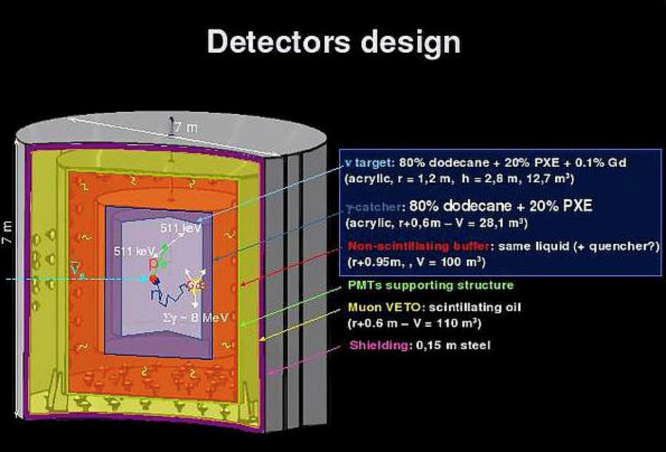 Detectors design
7 m
7 m
ν target: 80% dodecane + 20% PXE + 0.1% Gd
(acrylic, r = 1,2 m, h = 2,8 m, 12,7 m³)
γ-catcher: 80% dodecane + 20% PXE
(acrylic, r+0,6m – V = 28,1 m³)
Non-scintillating buffer: same liquid (+ quencher?)
(r+0.95m, , V = 100 m³)
PMTs supporting structure
Muon VETO: scintillating oil
(r+0.6 m – V = 110 m³)
Shielding: 0,15 m steel
511 keV
511 keV
p
n
Gd
Σγ ~ 8 MeV